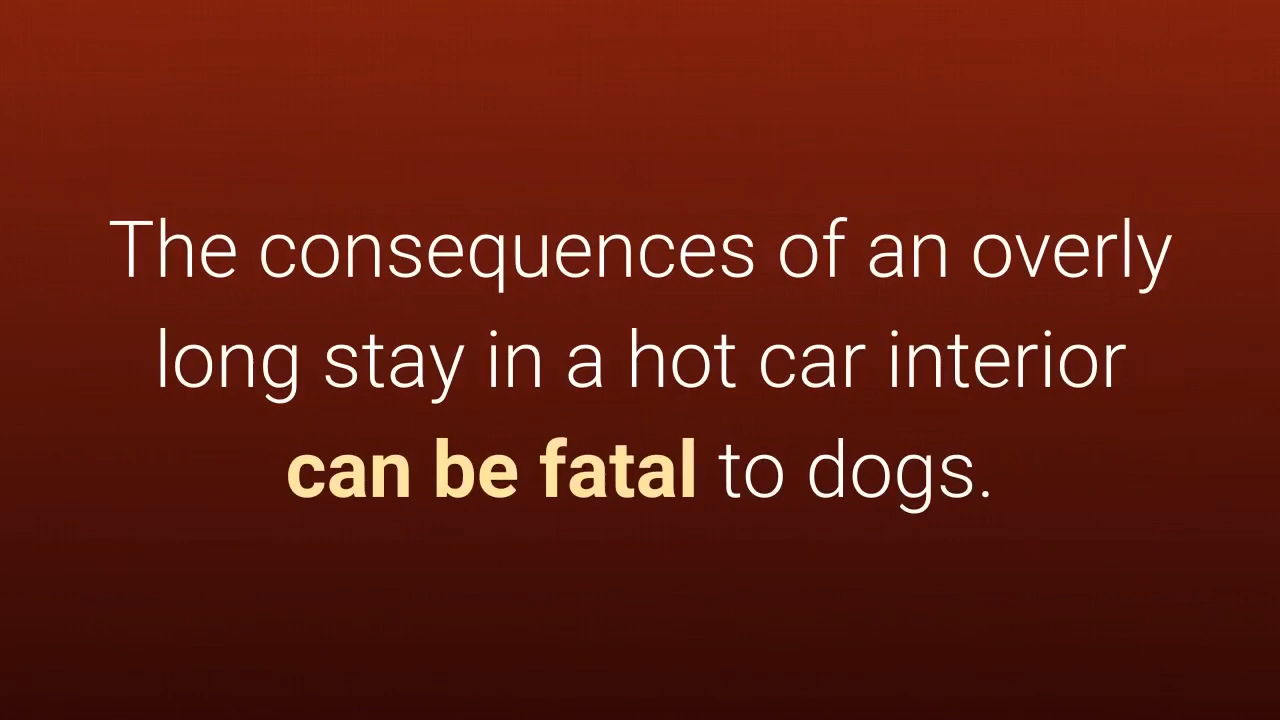 The consequences of an overly
long stay in a hot car interior
can be fatal to dogs.